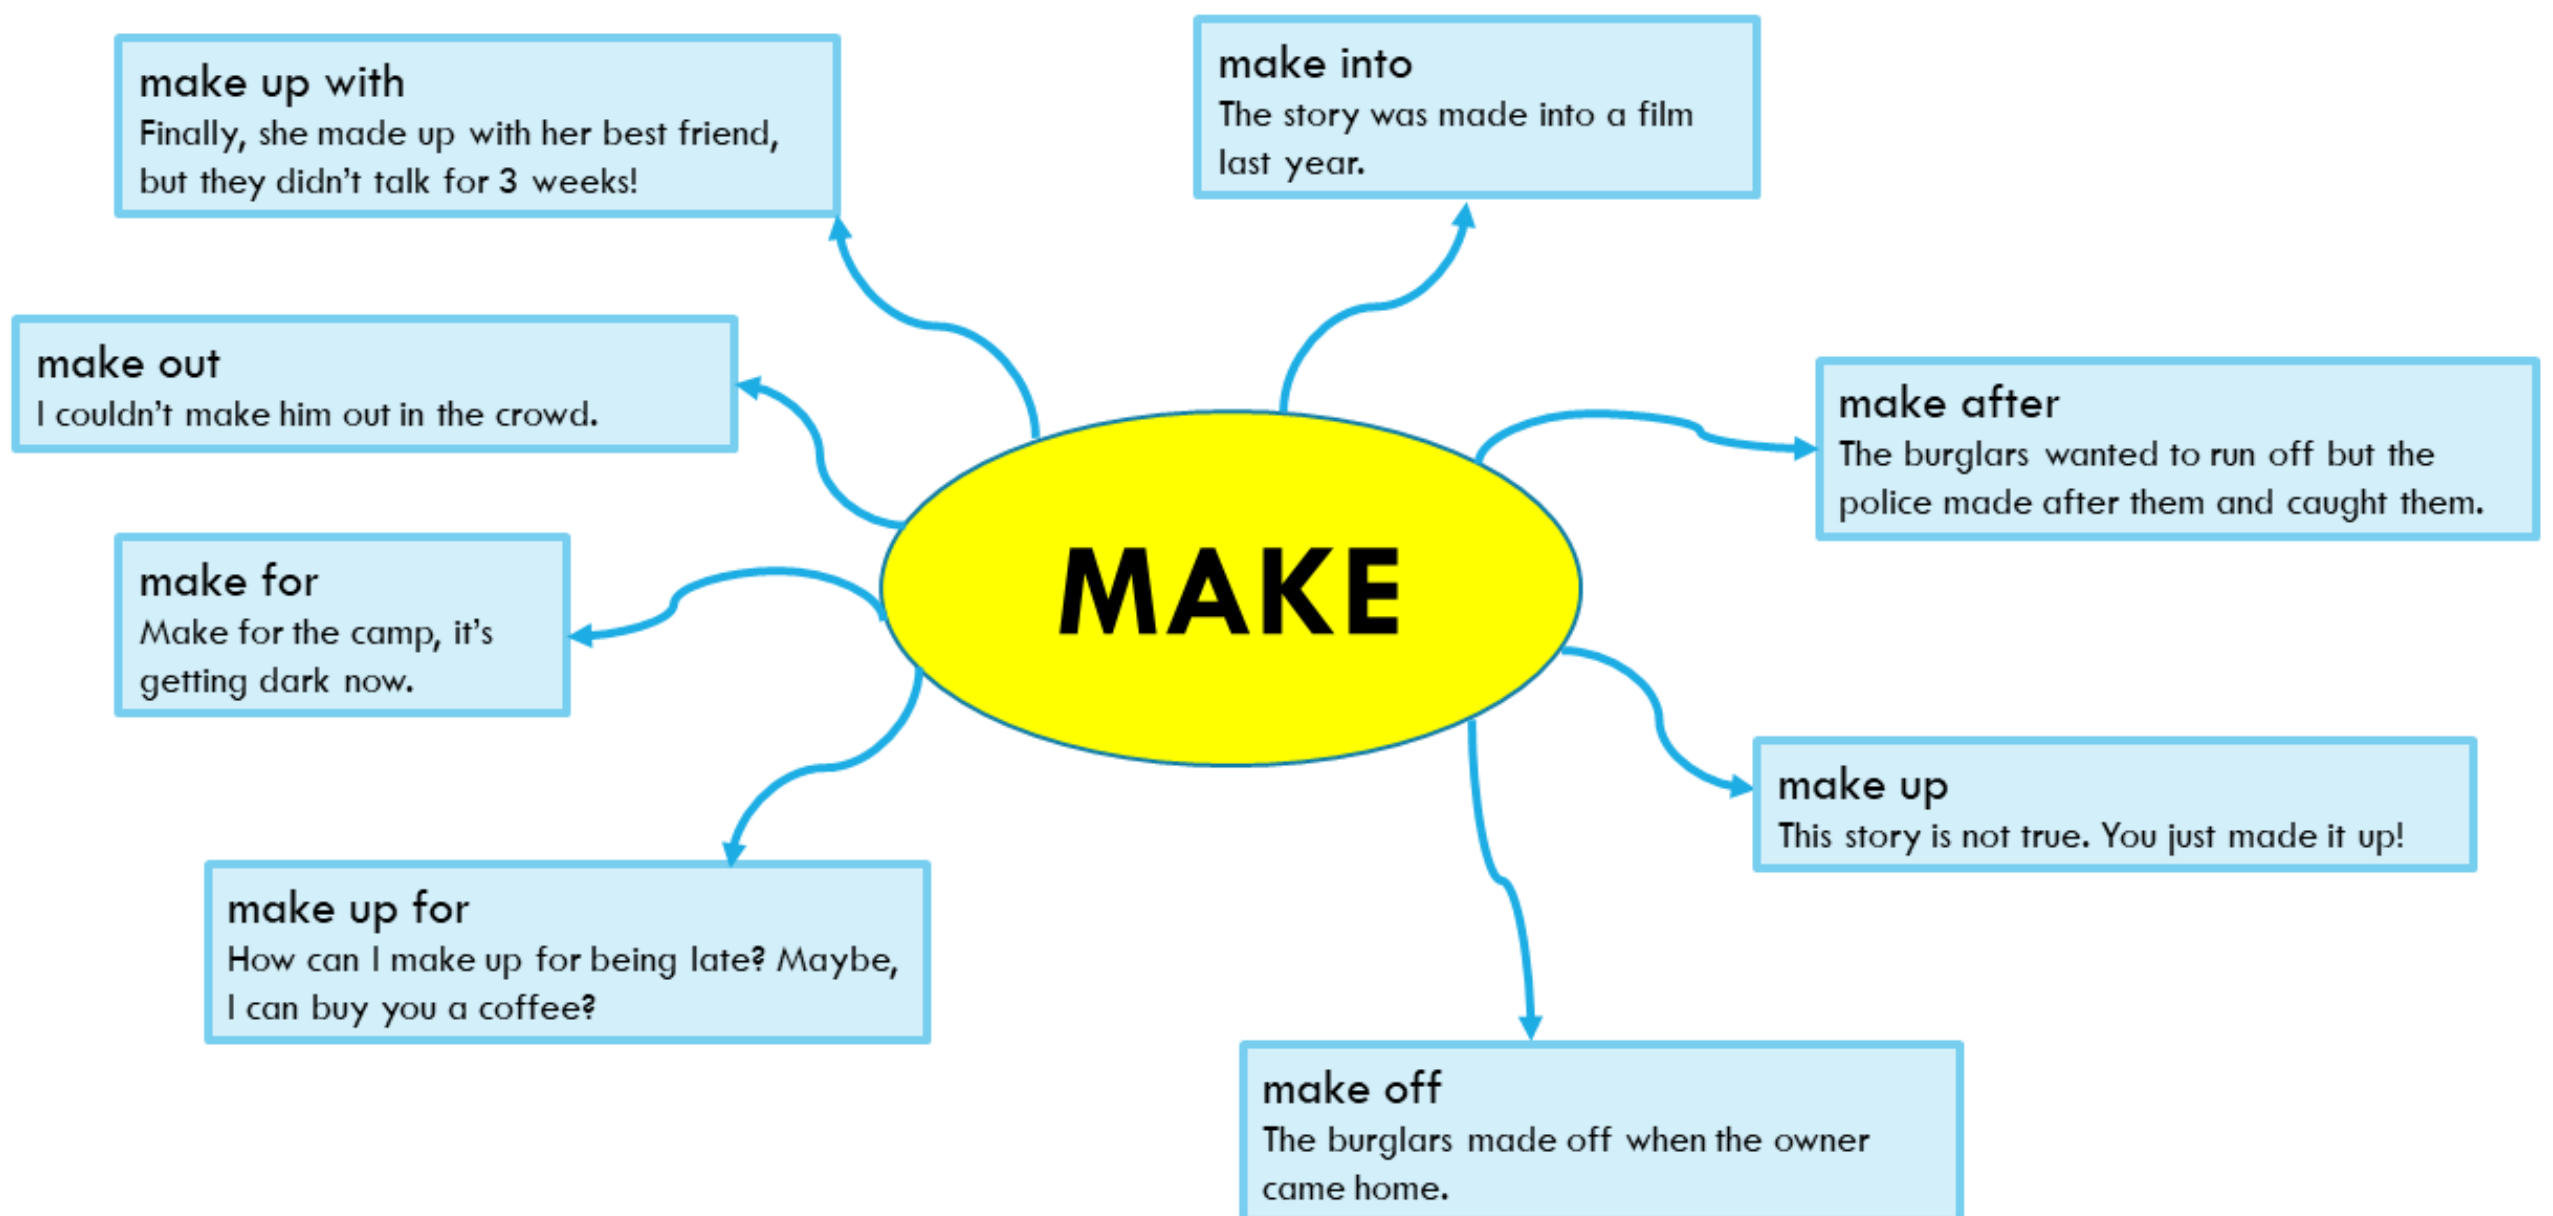 make up with
Finally, she made up with her best friend,
but they didn't talk for 3 weeks!
make into
The story was made into a film
last year.
make out
I couldn't make him out in the crowd.
make after
The burglars wanted to run off but the
police made after them and caught them.
make for
Make for the camp, it's
getting dark now.
MAKE
make up
This story is not true. You just made it up!
make up for
How can I make up for being late? Maybe,
I can buy you a coffee?
make off
The burglars made off when the owner
came home.